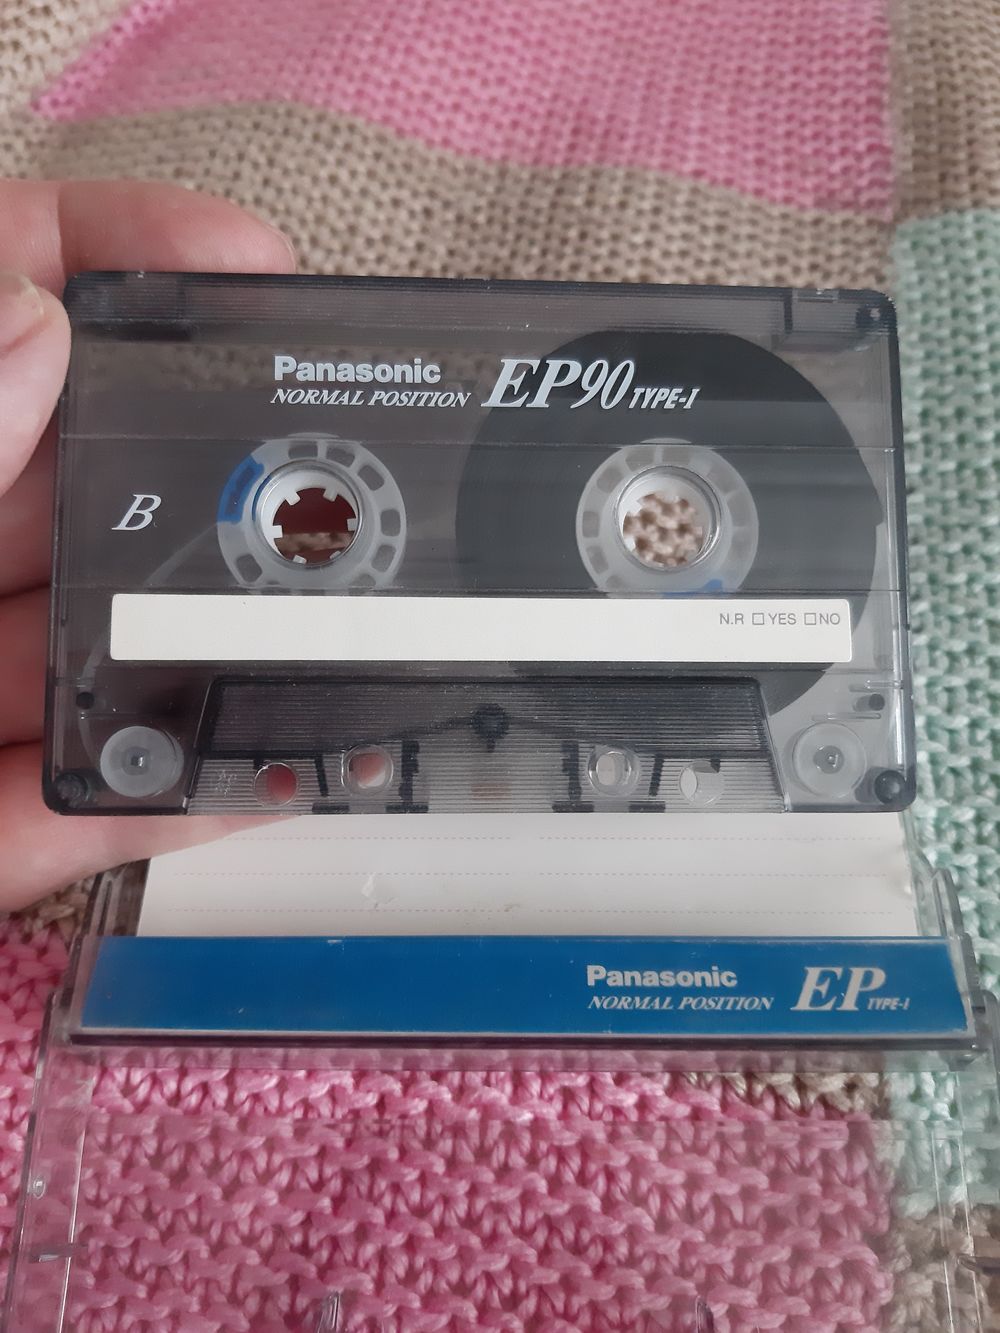 Panasonic EP90 TYPE-I
NORMAL POSITION
B
N.R □ YES □ NO
Panasonic EP TYPE-I
NORMAL POSITION